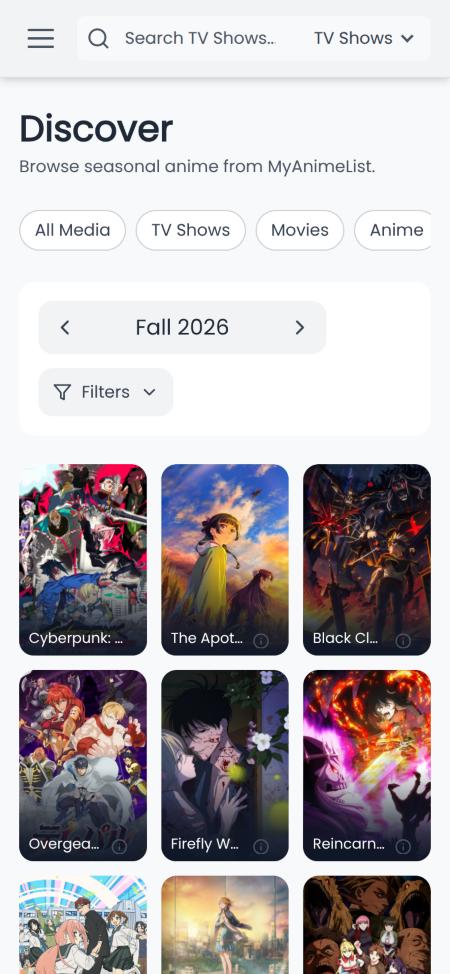 Search TV Shows..
TV Shows
Discover
Browse seasonal anime from MyAnimeList.
All Media
TV Shows
Movies
Anime
Fall 2026
Filters
Cyberpunk: ...
The Apot...
Black Cl...
Overgea...
Firefly W...
Reincarn...